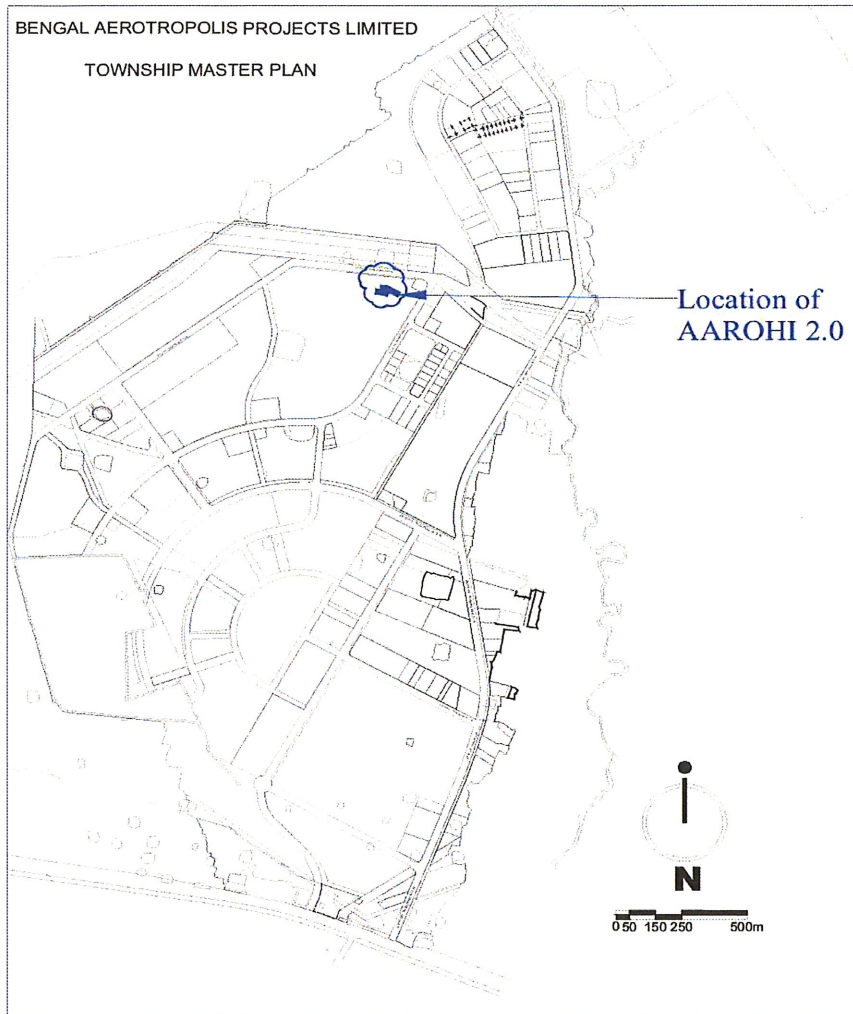 BENGAL AEROTROPOLIS PROJECTS LIMITED
TOWNSHIP MASTER PLAN
Location of
AAROHI 2.0
N
0 50 150 250 500m